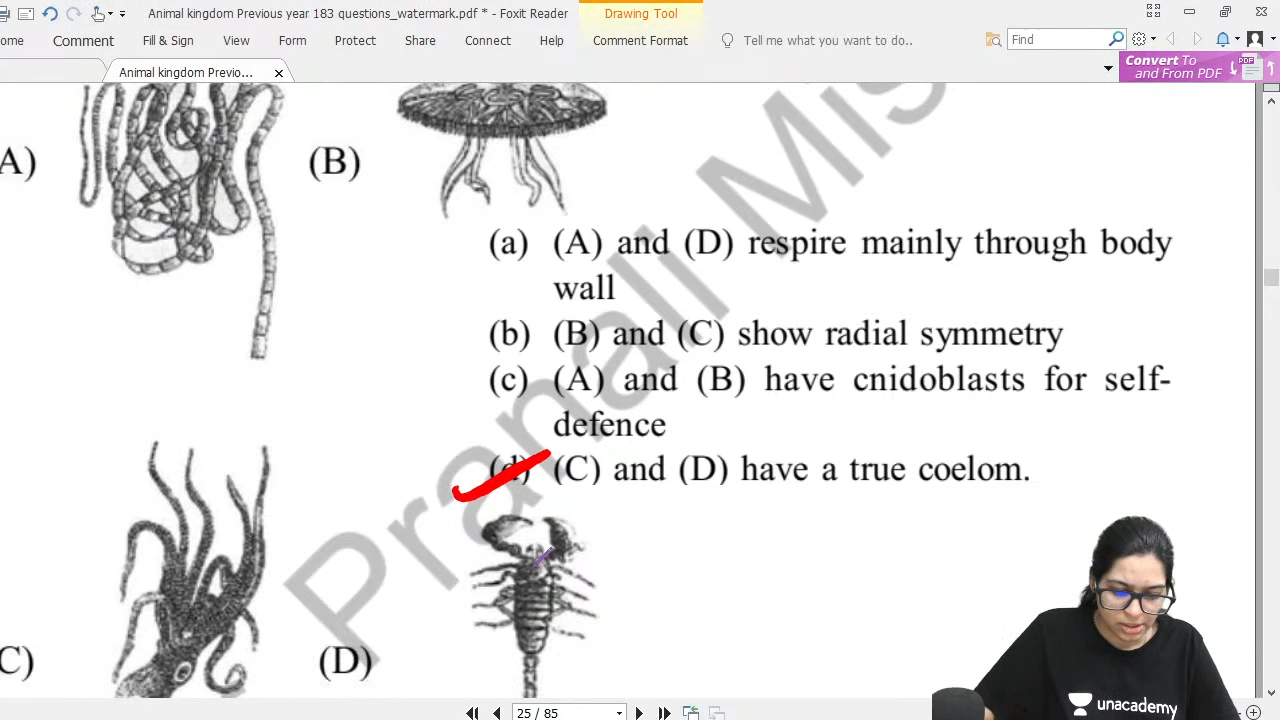 Animal kingdom Previous year 183 questions_watermark.pdf * - Foxit Reader
Drawing Tool
ome Comment Fill & Sign View Form Protect Share Connect Help Comment Format Tell me what you want to do.. Find
Animal kingdom Previo... Convert To
and From PDF
PDF
A) (B)
(a) (A) and (D) respire mainly through body
wall
(b) (B) and (C) show radial symmetry
(c) (A) and (B) have cnidoblasts for self-
defence
(d) (C) and (D) have a true coelom.
C) (D)
Pranali Mis
unacademy
25 / 85